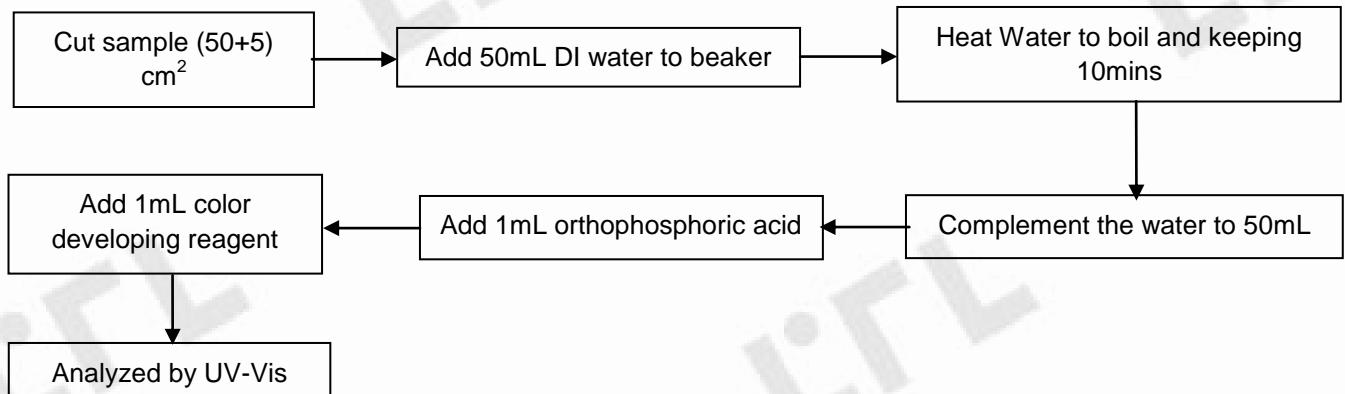 Cut sample (50+5)
cm²
Add 50mL DI water to beaker
Heat Water to boil and keeping
10mins
Complement the water to 50mL
Add 1mL orthophosphoric acid
Add 1mL color
developing reagent
Analyzed by UV-Vis